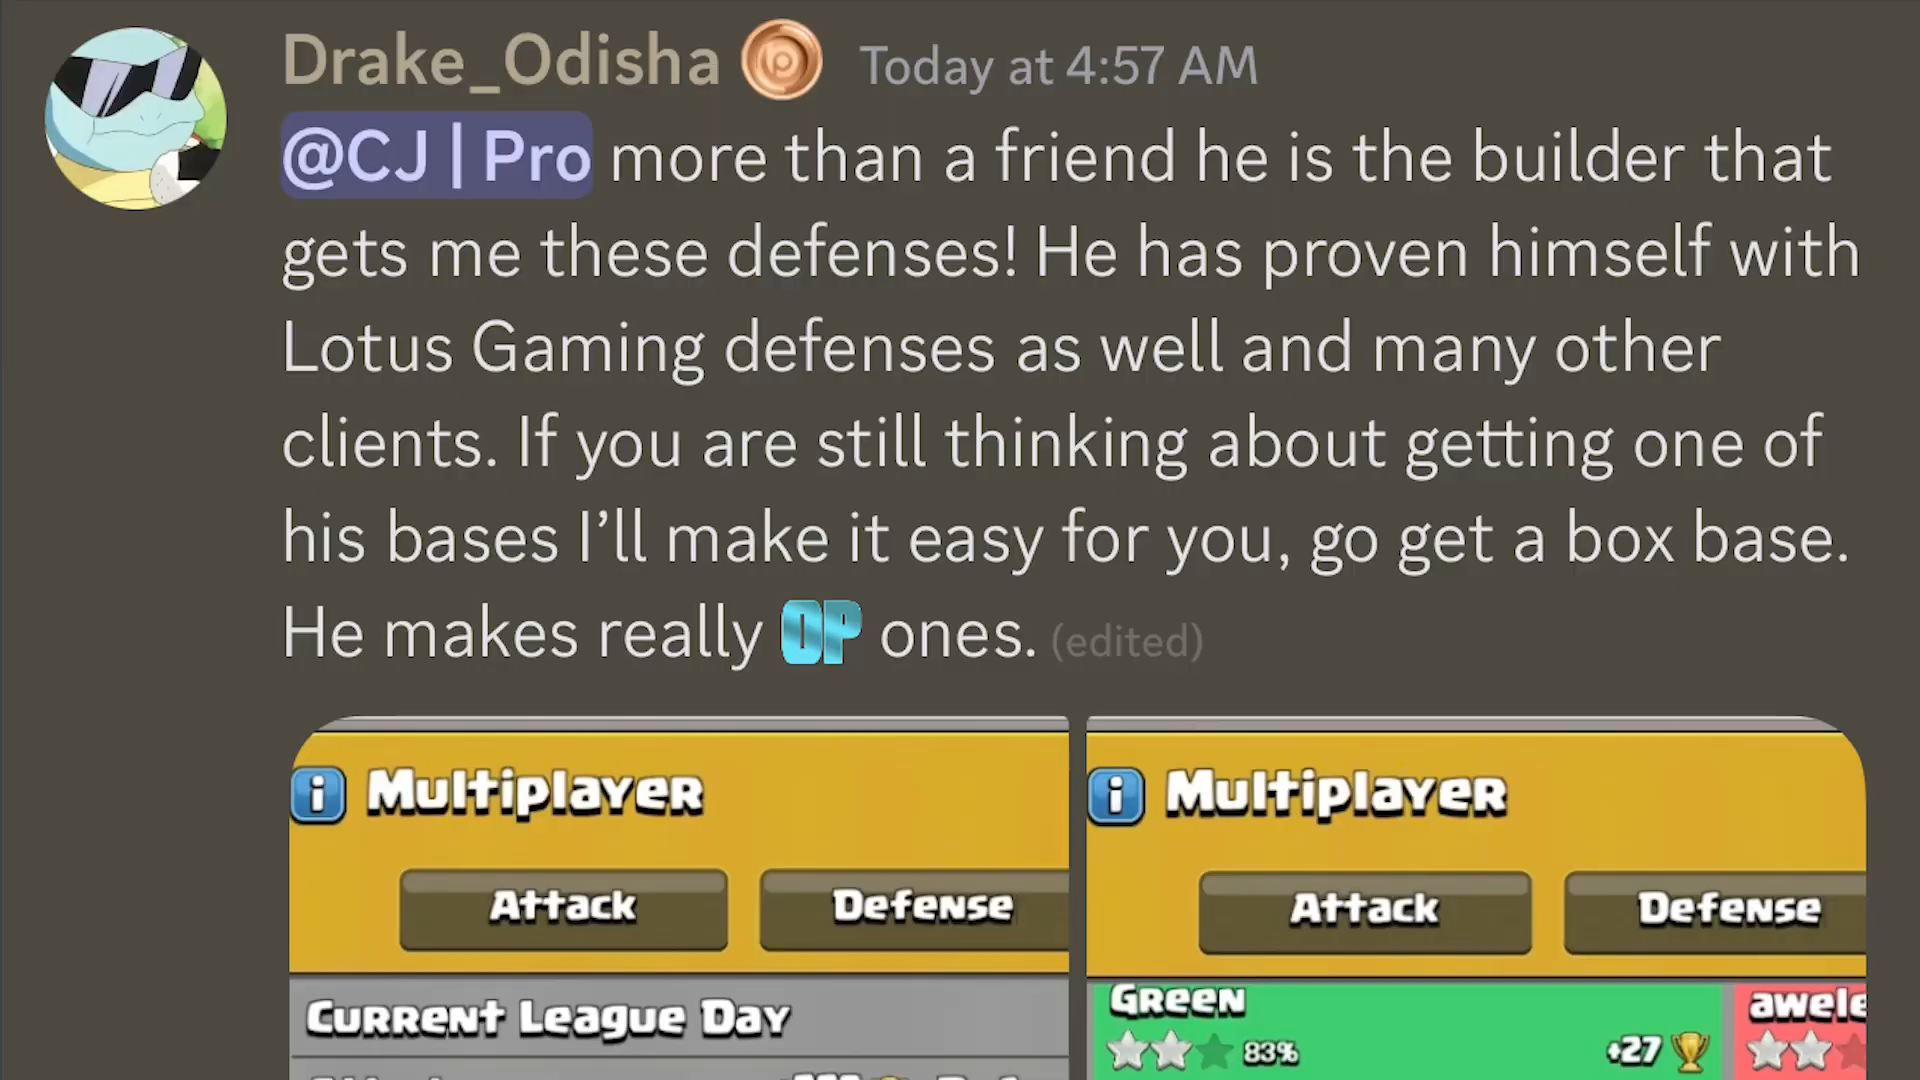 Drake_Odisha Today at 4:57 AM
@CJ | Pro more than a friend he is the builder that
gets me these defenses! He has proven himself with
Lotus Gaming defenses as well and many other
clients. If you are still thinking about getting one of
his bases I’ll make it easy for you, go get a box base.
He makes really OP ones. (edited)
Multiplayer
Attack Defense
Current League Day
Multiplayer
Attack Defense
Green
83% +27
awele